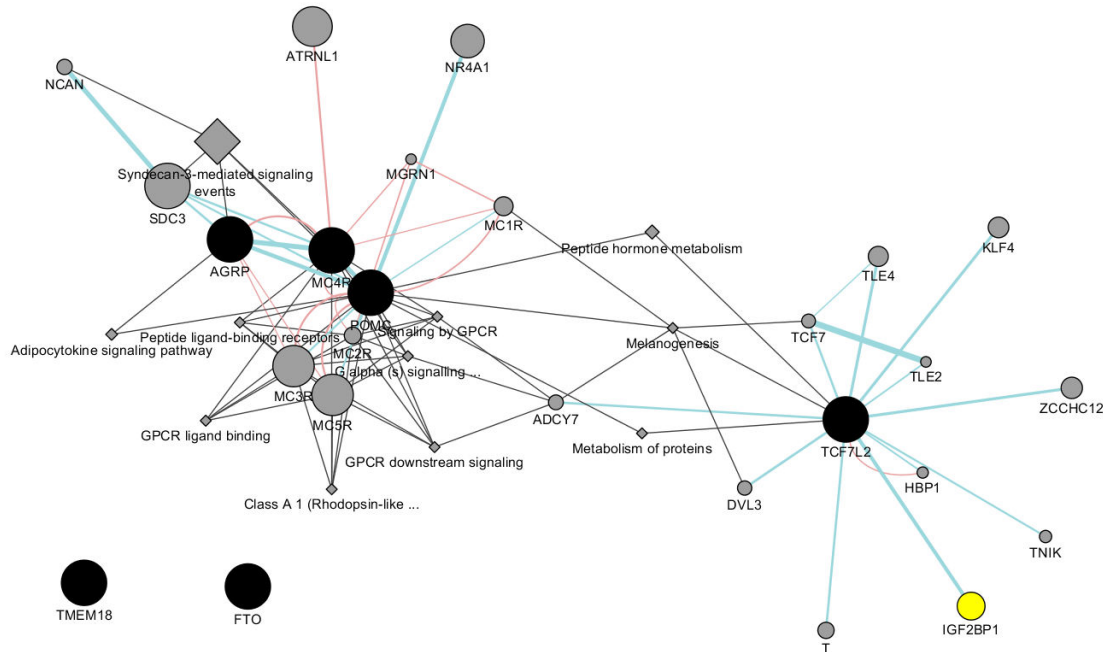 ATRNL1
NR4A1
NCAN
MGRN1
Syndecan-3-mediated signaling
events
SDC3
MC1R
Peptide hormone metabolism
KLF4
TLE4
AGRP
MC4R
POMC
TCF7
Signaling by GPCR
Peptide ligand-binding receptors
Melanogenesis
Adipocytokine signaling pathway
MC2R
TLE2
G alpha (s) signalling ...
MC3R
ZCCHC12
MC5R
ADCY7
GPCR ligand binding
Metabolism of proteins
TCF7L2
GPCR downstream signaling
HBP1
Class A 1 (Rhodopsin-like ...
DVL3
TNIK
TMEM18
FTO
IGF2BP1
T